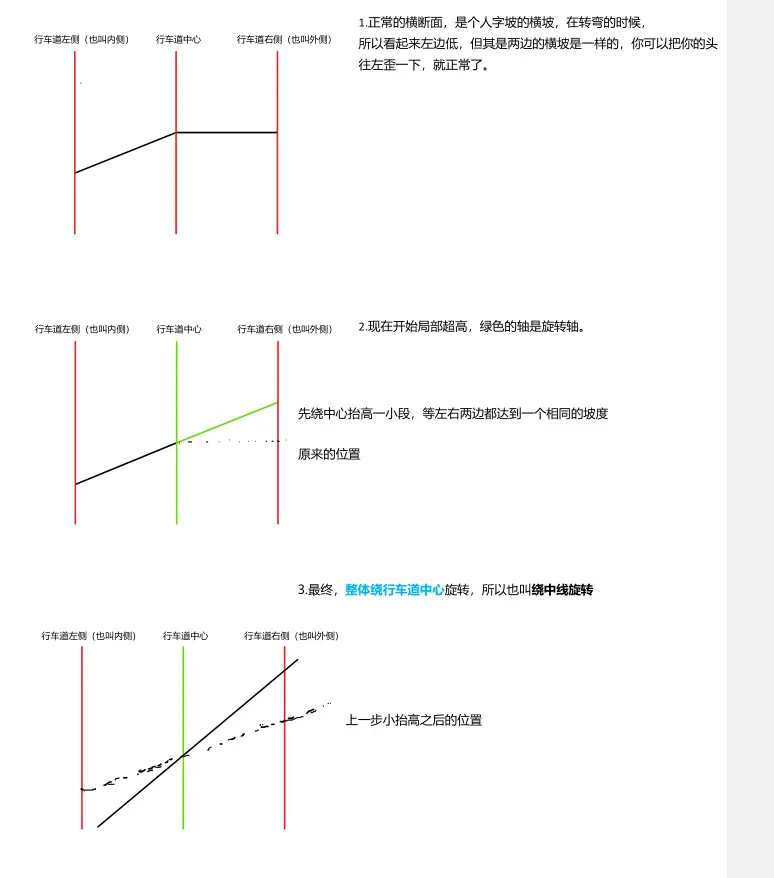 1.正常的横断面，是个人字坡的横坡，在转弯的时候，
所以看起来左边低，但其是两边的横坡是一样的，你可以把你的头
往左歪一下，就正常了。
行车道左侧（也叫内侧） 行车道中心 行车道右侧（也叫外侧）
2.现在开始局部超高，绿色的轴是旋转轴。
行车道左侧（也叫内侧） 行车道中心 行车道右侧（也叫外侧）
先绕中心抬高一小段，等左右两边都达到一个相同的坡度
原来的位置
3.最终，整体绕行车道中心旋转，所以也叫绕中线旋转
行车道左侧（也叫内侧） 行车道中心 行车道右侧（也叫外侧）
上一步小抬高之后的位置